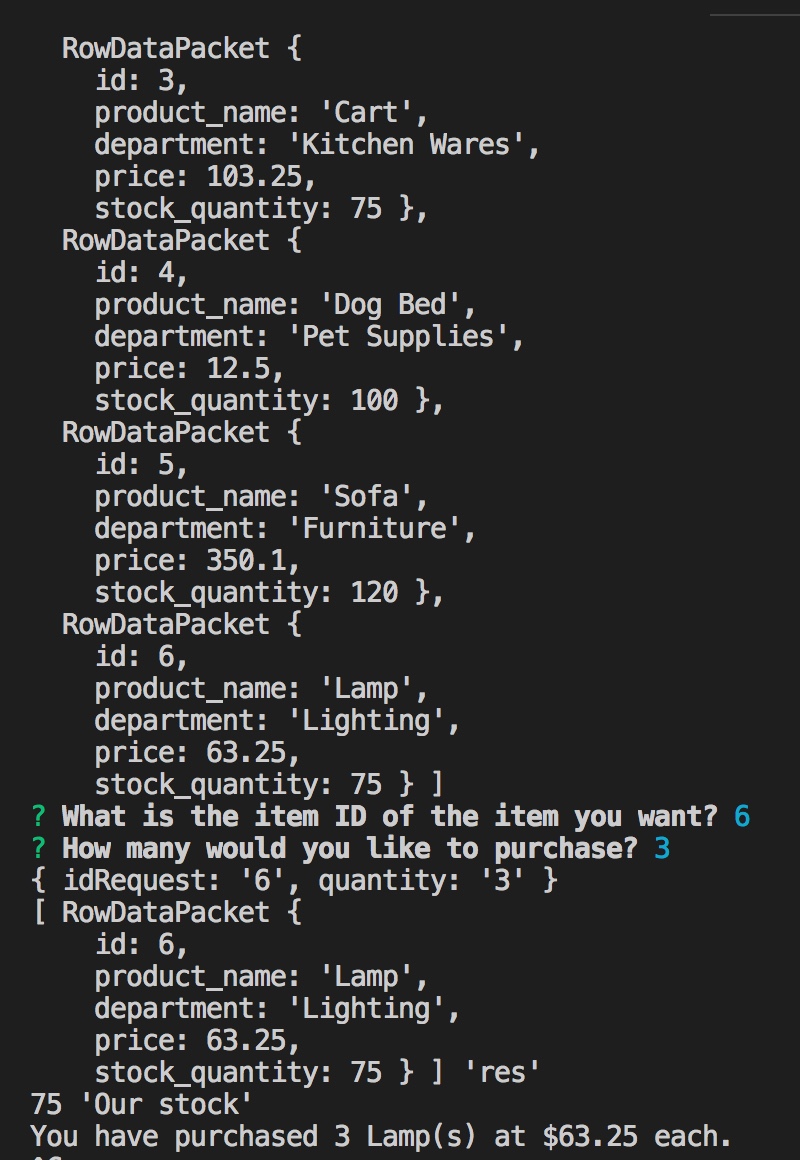 RowDataPacket {
id: 3,
product_name: 'Cart',
department: 'Kitchen Wares',
price: 103.25,
stock_quantity: 75 },
RowDataPacket {
id: 4,
product_name: 'Dog Bed',
department: 'Pet Supplies',
price: 12.5,
stock_quantity: 100 },
RowDataPacket {
id: 5,
product_name: 'Sofa',
department: 'Furniture',
price: 350.1,
stock_quantity: 120 },
RowDataPacket {
id: 6,
product_name: 'Lamp',
department: 'Lighting',
price: 63.25,
stock_quantity: 75 } ]
? What is the item ID of the item you want? 6
? How many would you like to purchase? 3
{ idRequest: '6', quantity: '3' }
[ RowDataPacket {
id: 6,
product_name: 'Lamp',
department: 'Lighting',
price: 63.25,
stock_quantity: 75 } ] 'res'
75 'Our stock'
You have purchased 3 Lamp(s) at $63.25 each.